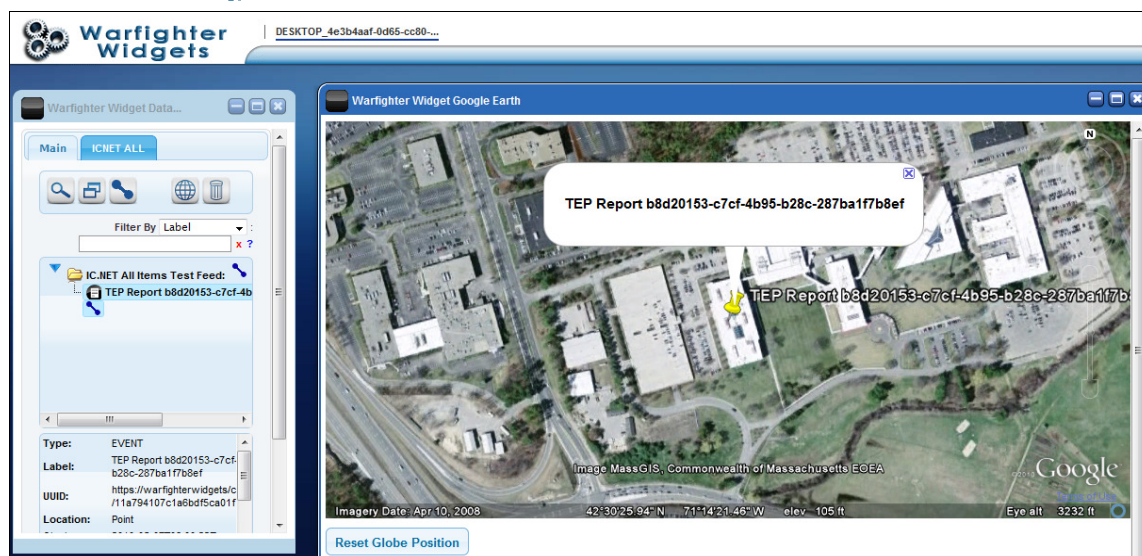 Warfighter
Widgets
DESKTOP_4e3b4aaf-0d65-cc80-...
Warfighter Widget Data...
Main
ICNET ALL
Filter By Label :
x ?
IC.NET All Items Test Feed:
TEP Report b8d20153-c7cf-4b
Type: EVENT
Label: TEP Report b8d20153-c7cf-
b28c-287ba1f7b8ef
UUID: https://warfighterwidgets/c
/11a794107c1a6bdf5ca01f
Location: Point
Warfighter Widget Google Earth
N
TEP Report b8d20153-c7cf-4b95-b28c-287ba1f7b8ef
TEP Report b8d20153-c7cf-4b95-b28c-287ba1f7b
Image MassGIS, Commonwealth of Massachusetts EOEA
©2010 Google
Imagery Date: Apr 10, 2008
42°30'25.94" N 71°14'21.46" W elev 105 ft
Eye alt 3232 ft
Reset Globe Position